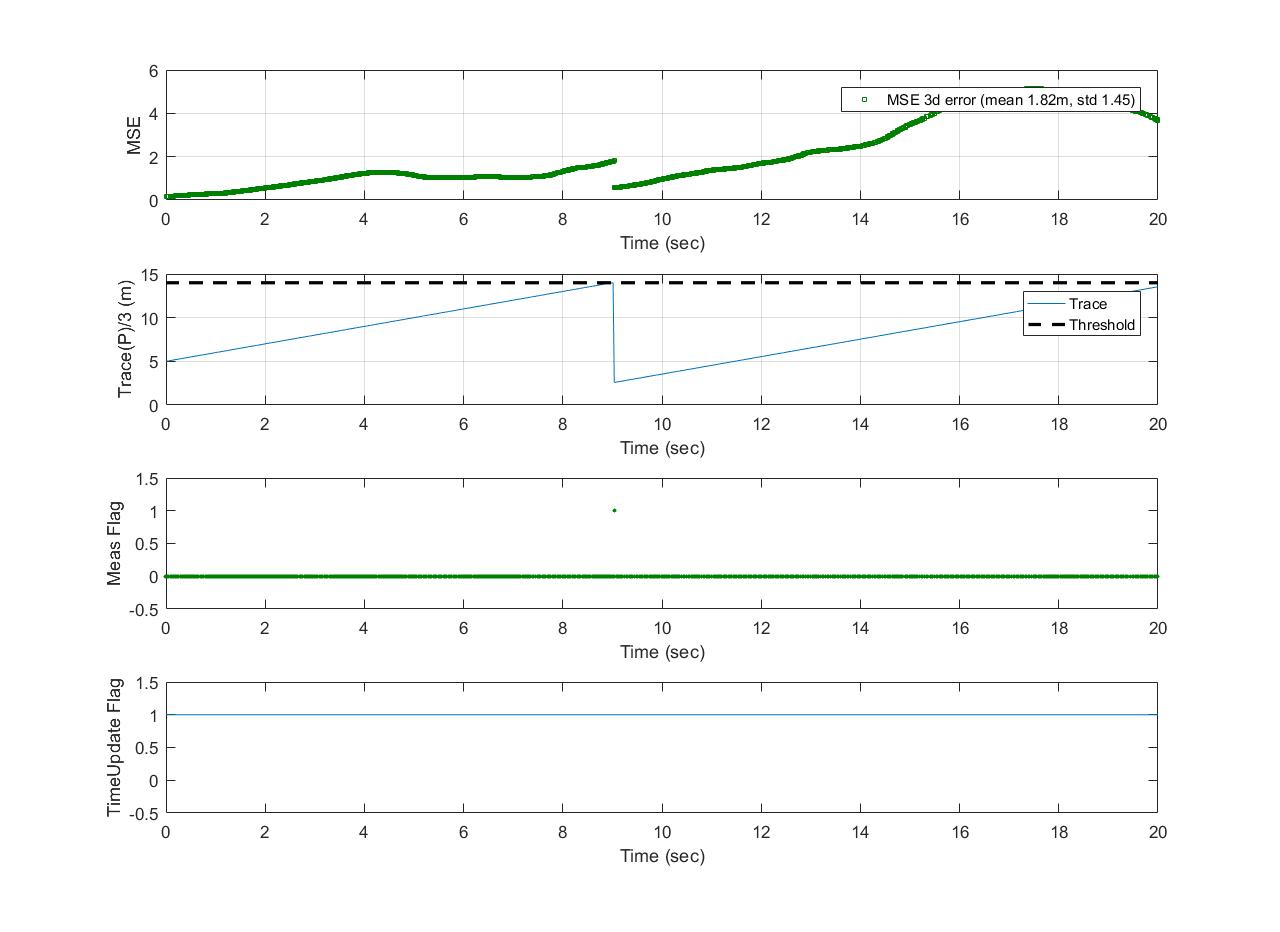 6
4
2
0
MSE
MSE 3d error (mean 1.82m, std 1.45)
0 2 4 6 8 10 12 14 16 18 20
Time (sec)
15
10
5
0
Trace(P)/3 (m)
Trace
Threshold
0 2 4 6 8 10 12 14 16 18 20
Time (sec)
1.5
1
0.5
0
-0.5
Meas Flag
0 2 4 6 8 10 12 14 16 18 20
Time (sec)
1.5
1
0.5
0
-0.5
TimeUpdate Flag
0 2 4 6 8 10 12 14 16 18 20
Time (sec)